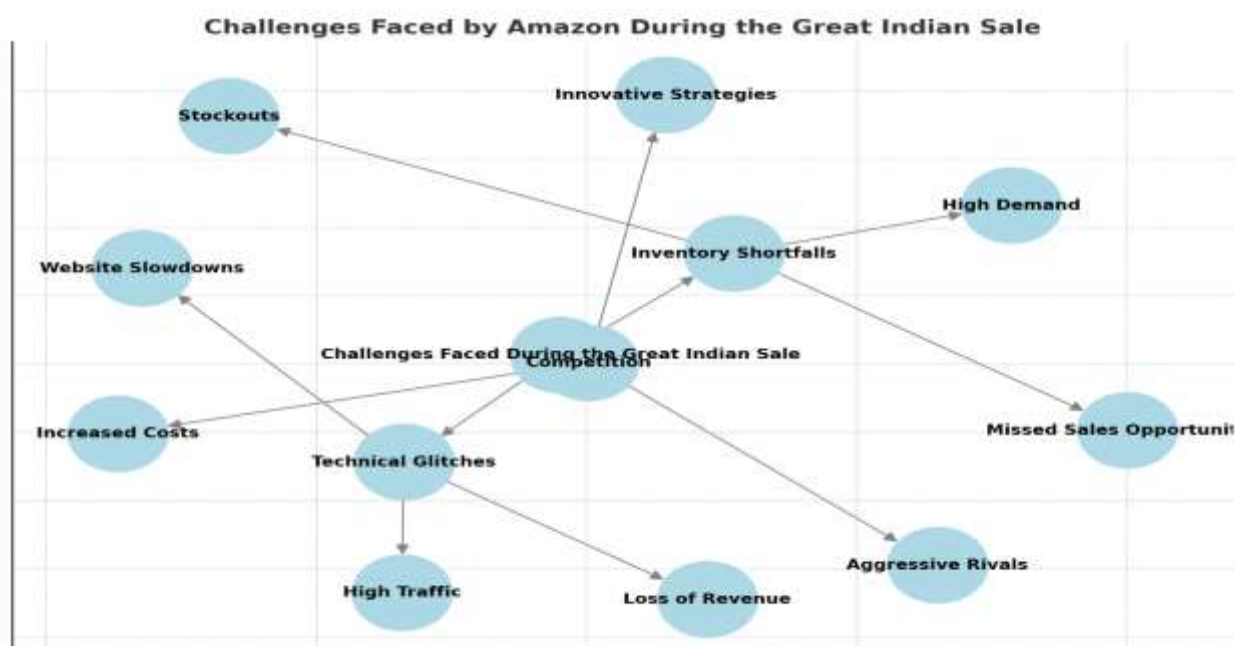 Challenges Faced by Amazon During the Great Indian Sale
Innovative Strategies
Stockouts
High Demand
Inventory Shortfalls
Website Slowdowns
Challenges Faced During the Great Indian Sale
Competition
Missed Sales Opportuni
Increased Costs
Technical Glitches
Aggressive Rivals
High Traffic
Loss of Revenue